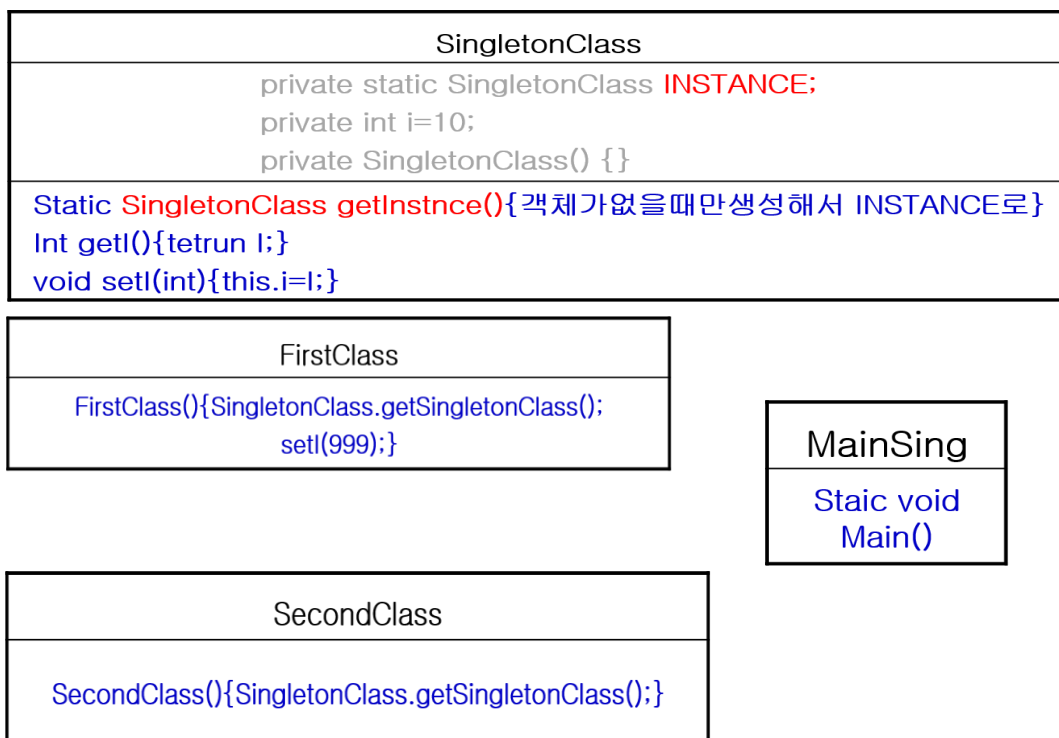 SingletonClass
private static SingletonClass INSTANCE;
private int i=10;
private SingletonClass() {}
Static SingletonClass getInstnce(){객체가없을때만생성해서 INSTANCE로}
Int getI(){tetrun I;}
void setI(int){this.i=I;}
FirstClass
FirstClass(){SingletonClass.getSingletonClass();
setI(999);}
MainSing
Staic void
Main()
SecondClass
SecondClass(){SingletonClass.getSingletonClass();}